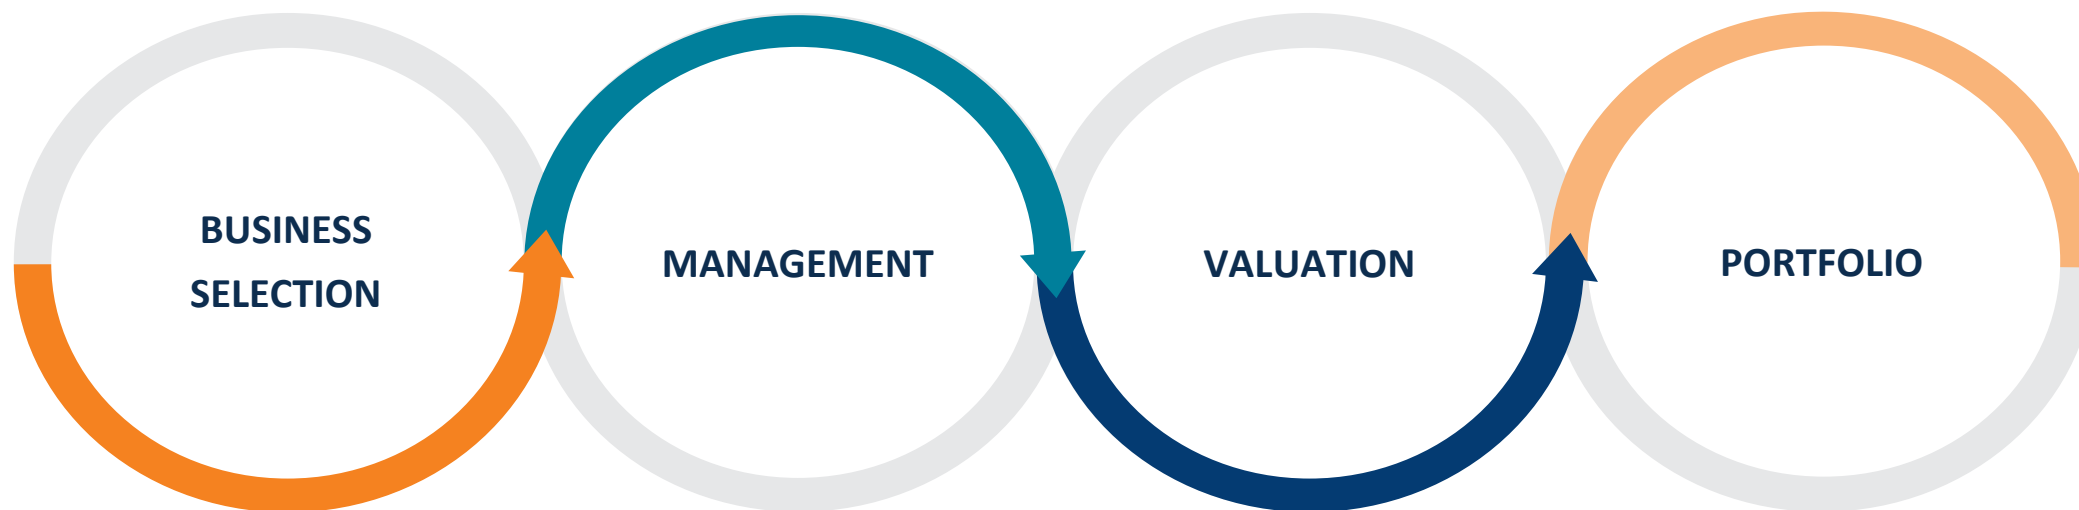 BUSINESS
SELECTION
MANAGEMENT
VALUATION
PORTFOLIO